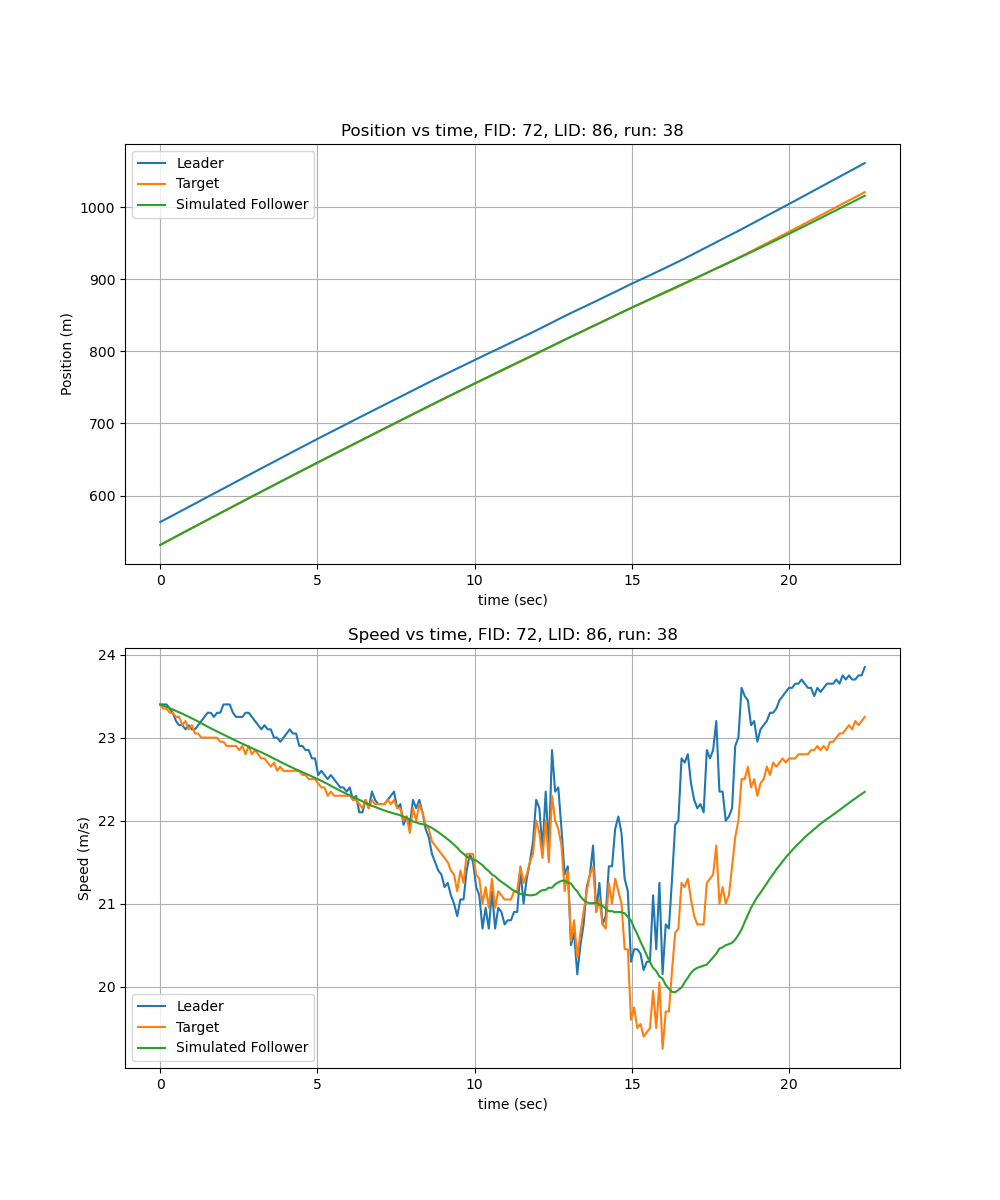 Position vs time, FID: 72, LID: 86, run: 38
Leader
Target
Simulated Follower
1000
900
800
700
600
Position (m)
0 5 10 15 20
time (sec)
Speed vs time, FID: 72, LID: 86, run: 38
24
23
22
21
20
Speed (m/s)
Leader
Target
Simulated Follower
0 5 10 15 20
time (sec)